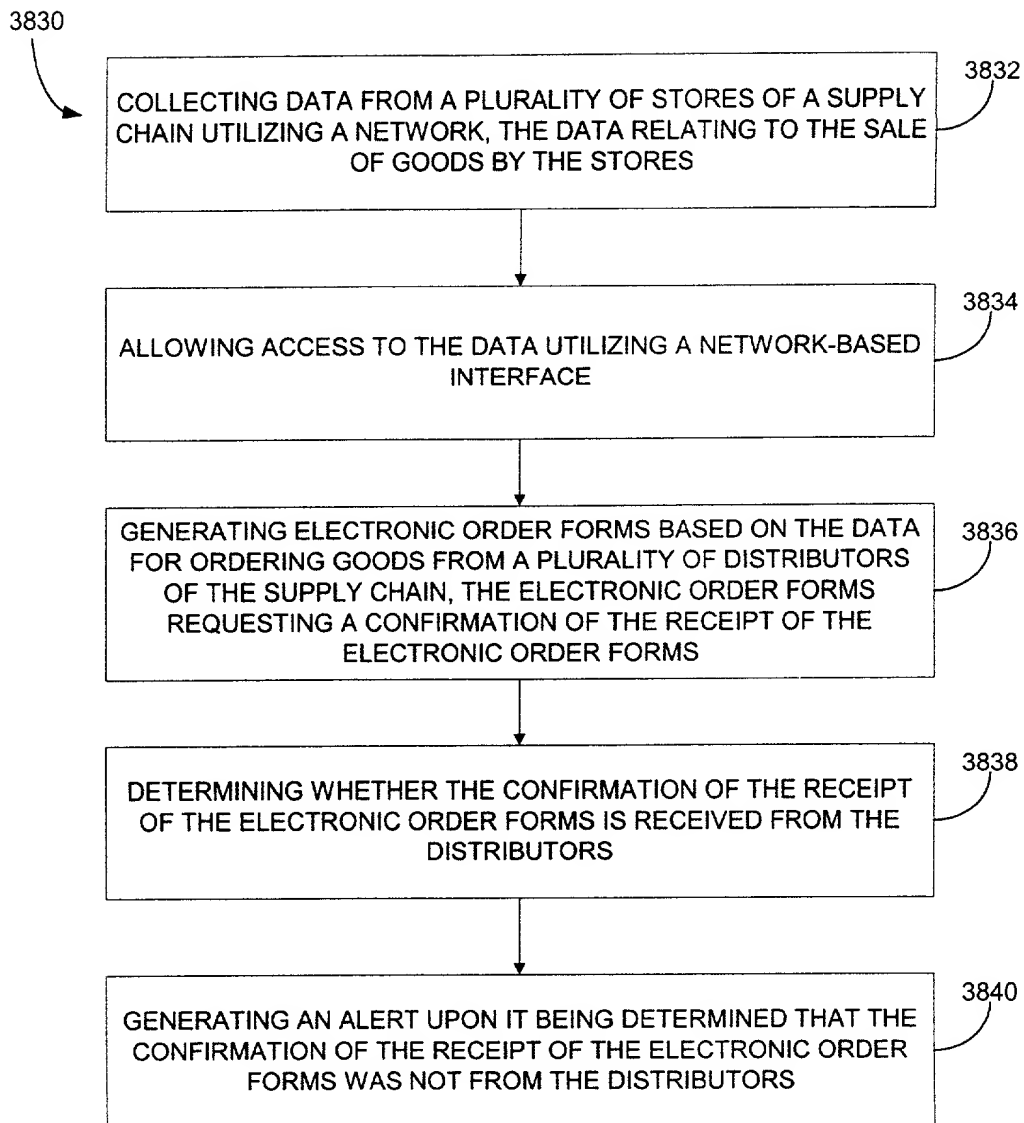 3830
3832
COLLECTING DATA FROM A PLURALITY OF STORES OF A SUPPLY
CHAIN UTILIZING A NETWORK, THE DATA RELATING TO THE SALE
OF GOODS BY THE STORES
3834
ALLOWING ACCESS TO THE DATA UTILIZING A NETWORK-BASED
INTERFACE
3836
GENERATING ELECTRONIC ORDER FORMS BASED ON THE DATA
FOR ORDERING GOODS FROM A PLURALITY OF DISTRIBUTORS
OF THE SUPPLY CHAIN, THE ELECTRONIC ORDER FORMS
REQUESTING A CONFIRMATION OF THE RECEIPT OF THE
ELECTRONIC ORDER FORMS
3838
DETERMINING WHETHER THE CONFIRMATION OF THE RECEIPT
OF THE ELECTRONIC ORDER FORMS IS RECEIVED FROM THE
DISTRIBUTORS
3840
GENERATING AN ALERT UPON IT BEING DETERMINED THAT THE
CONFIRMATION OF THE RECEIPT OF THE ELECTRONIC ORDER
FORMS WAS NOT FROM THE DISTRIBUTORS